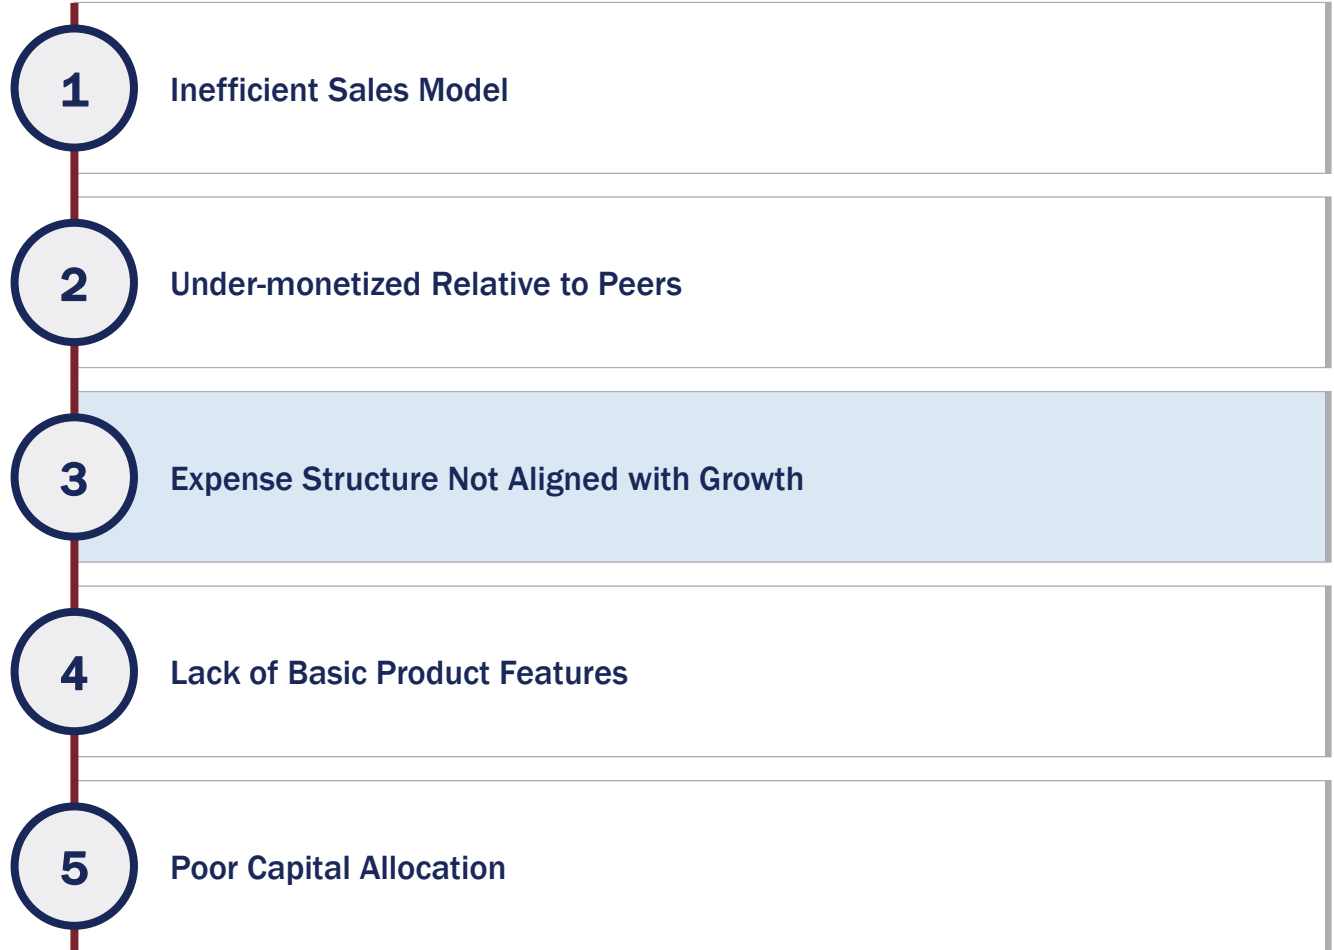 1
Inefficient Sales Model
2
Under-monetized Relative to Peers
3
Expense Structure Not Aligned with Growth
4
Lack of Basic Product Features
5
Poor Capital Allocation